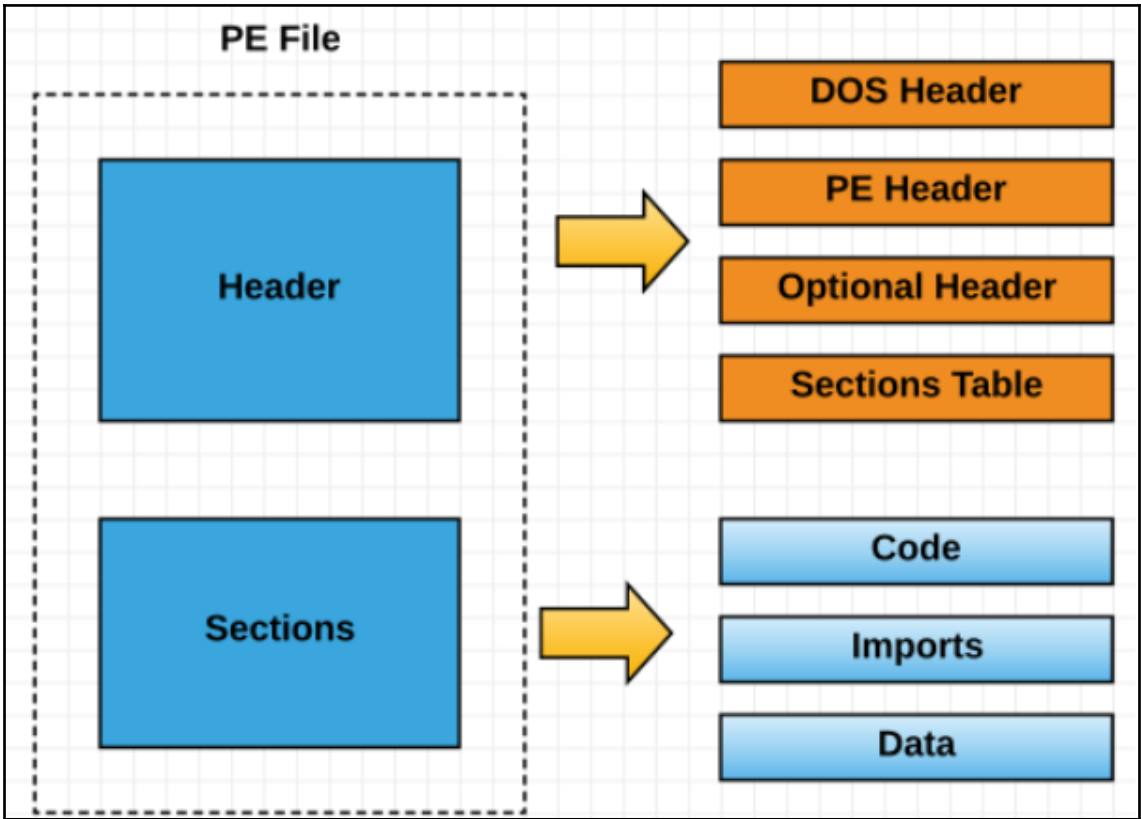 PE File
Header
DOS Header
PE Header
Optional Header
Sections Table
Sections
Code
Imports
Data